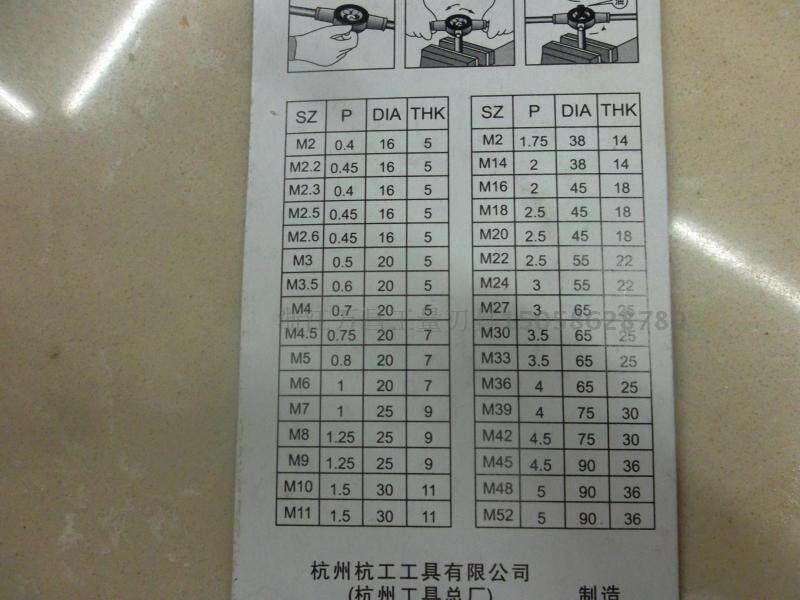 SZ P DIA THK
M2 0.4 16 5
M2.2 0.45 16 5
M2.3 0.4 16 5
M2.5 0.45 16 5
M2.6 0.45 16 5
M3 0.5 20 5
M3.5 0.6 20 5
M4 0.7 20 5
M4.5 0.75 20 7
M5 0.8 20 7
M6 1 20 7
M7 1 25 9
M8 1.25 25 9
M9 1.25 25 9
M10 1.5 30 11
M11 1.5 30 11
SZ P DIA THK
M2 1.75 38 14
M14 2 38 14
M16 2 45 18
M18 2.5 45 18
M20 2.5 45 18
M22 2.5 55 22
M24 3 55 22
M27 3 65 25
M30 3.5 65 25
M33 3.5 65 25
M36 4 65 25
M39 4 75 30
M42 4.5 75 30
M45 4.5 90 36
M48 5 90 36
M52 5 90 36
杭州杭工工具有限公司
(杭州工具总厂) 制造